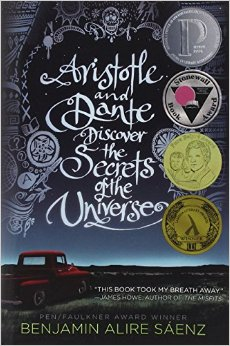 Aristotle
and
Dante
Discover
the
Secrets
of the
Universe
Stonewall
Book
Award
"THIS BOOK TOOK MY BREATH AWAY"
—JAMES HOWE, AUTHOR OF THE MISFITS
PEN/FAULKNER AWARD WINNER
BENJAMIN ALIRE SÁENZ